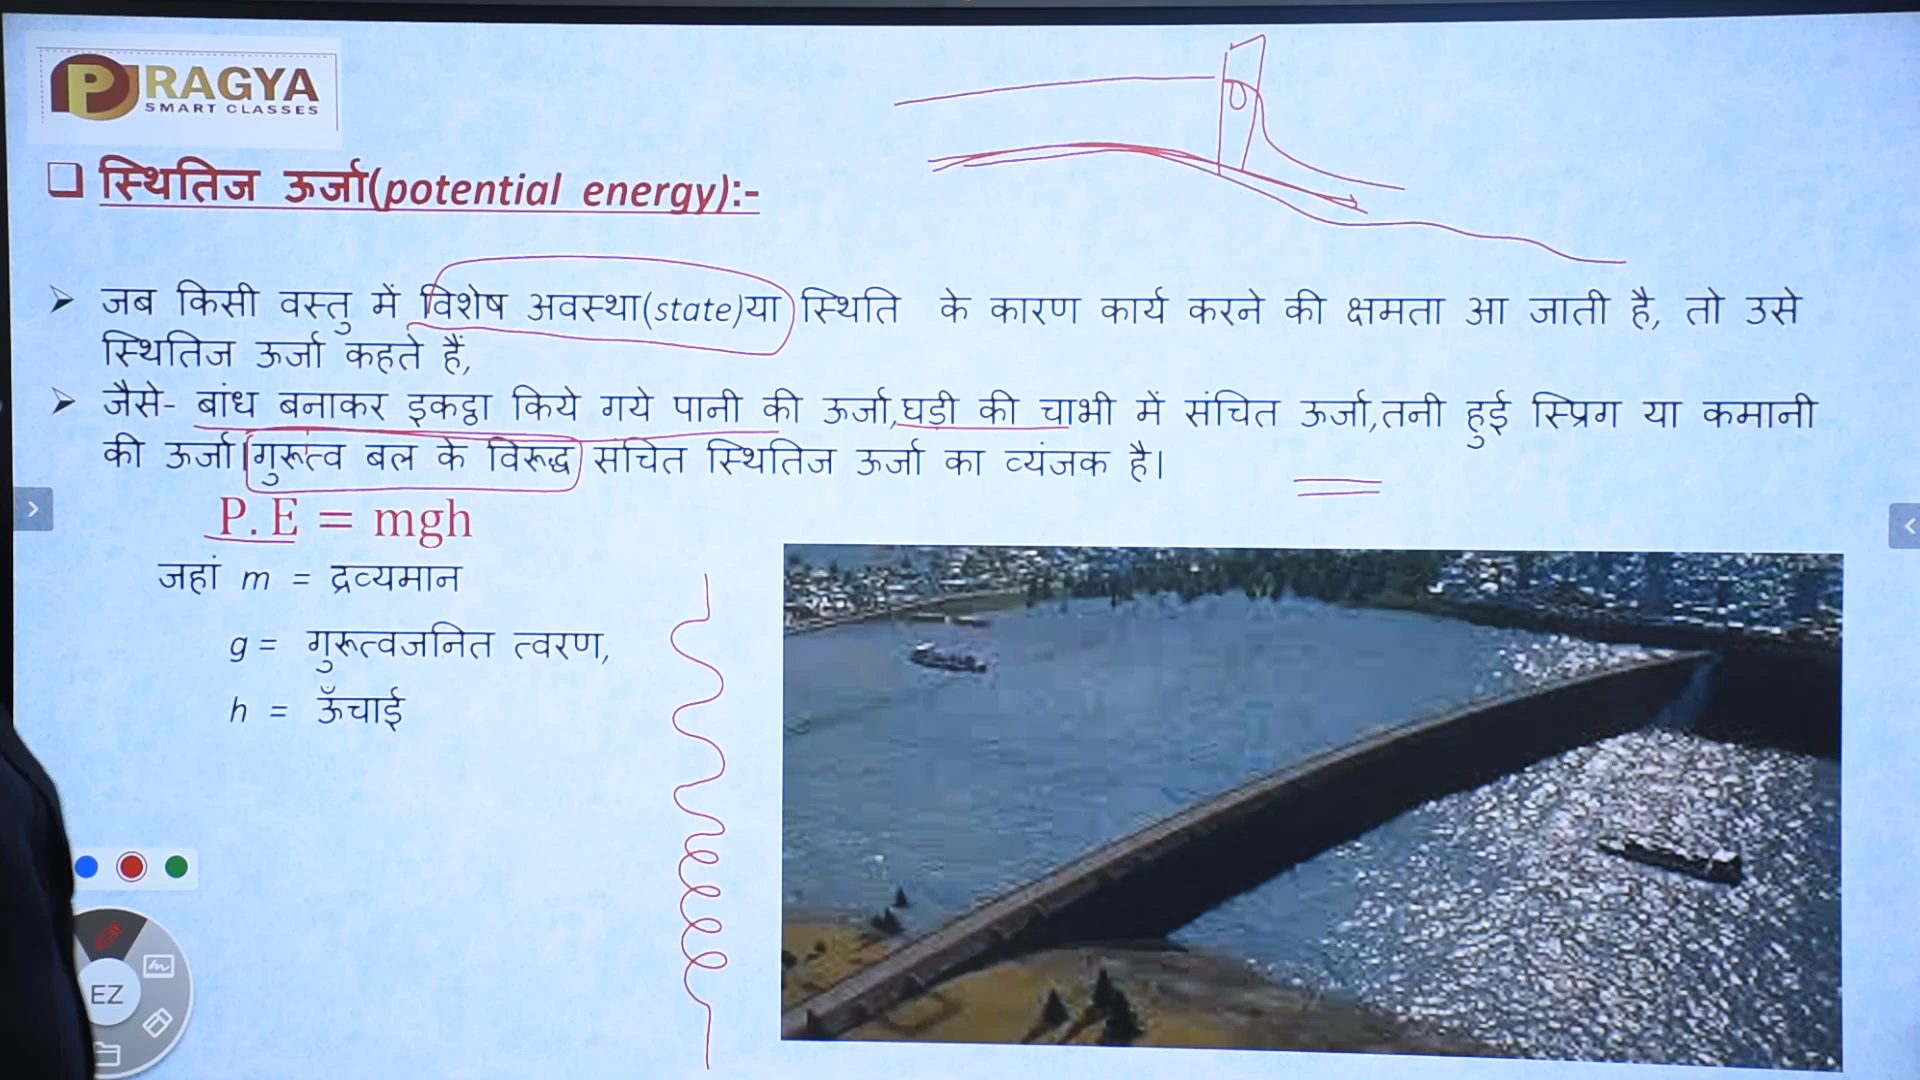 PRAGYA
SMART CLASSES
स्थितिज ऊर्जा(potential energy):-
जब किसी वस्तु में विशेष अवस्था(state)या स्थिति के कारण कार्य करने की क्षमता आ जाती है, तो उसे
स्थितिज ऊर्जा कहते हैं,
जैसे- बांध बनाकर इकट्ठा किये गये पानी की ऊर्जा,घड़ी की चाभी में संचित ऊर्जा,तनी हुई स्प्रिग या कमानी
की ऊर्जा।गुरूत्व बल के विरूद्ध संचित स्थितिज ऊर्जा का व्यंजक है।
P.E = mgh
जहां m = द्रव्यमान
g = गुरूत्वजनित त्वरण,
h = ऊँचाई
EZ